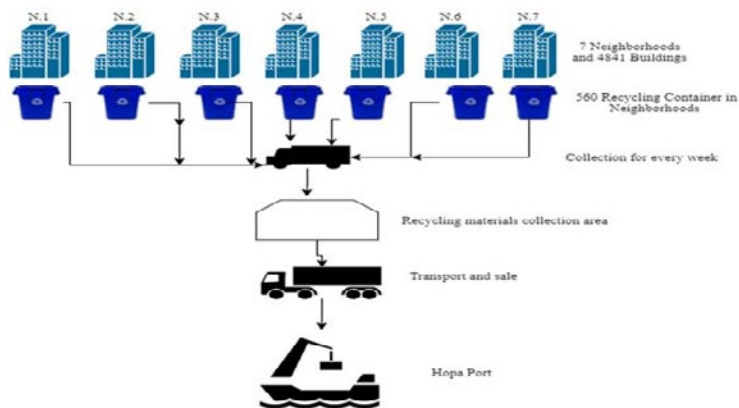 N.1 N.2 N.3 N.4 N.5 N.6 N.7
7 Neighborhoods
and 4841 Buildings
560 Recycling Container in
Neighborhoods
Collection for every week
Recycling materials collection area
Transport and sale
Hopa Port